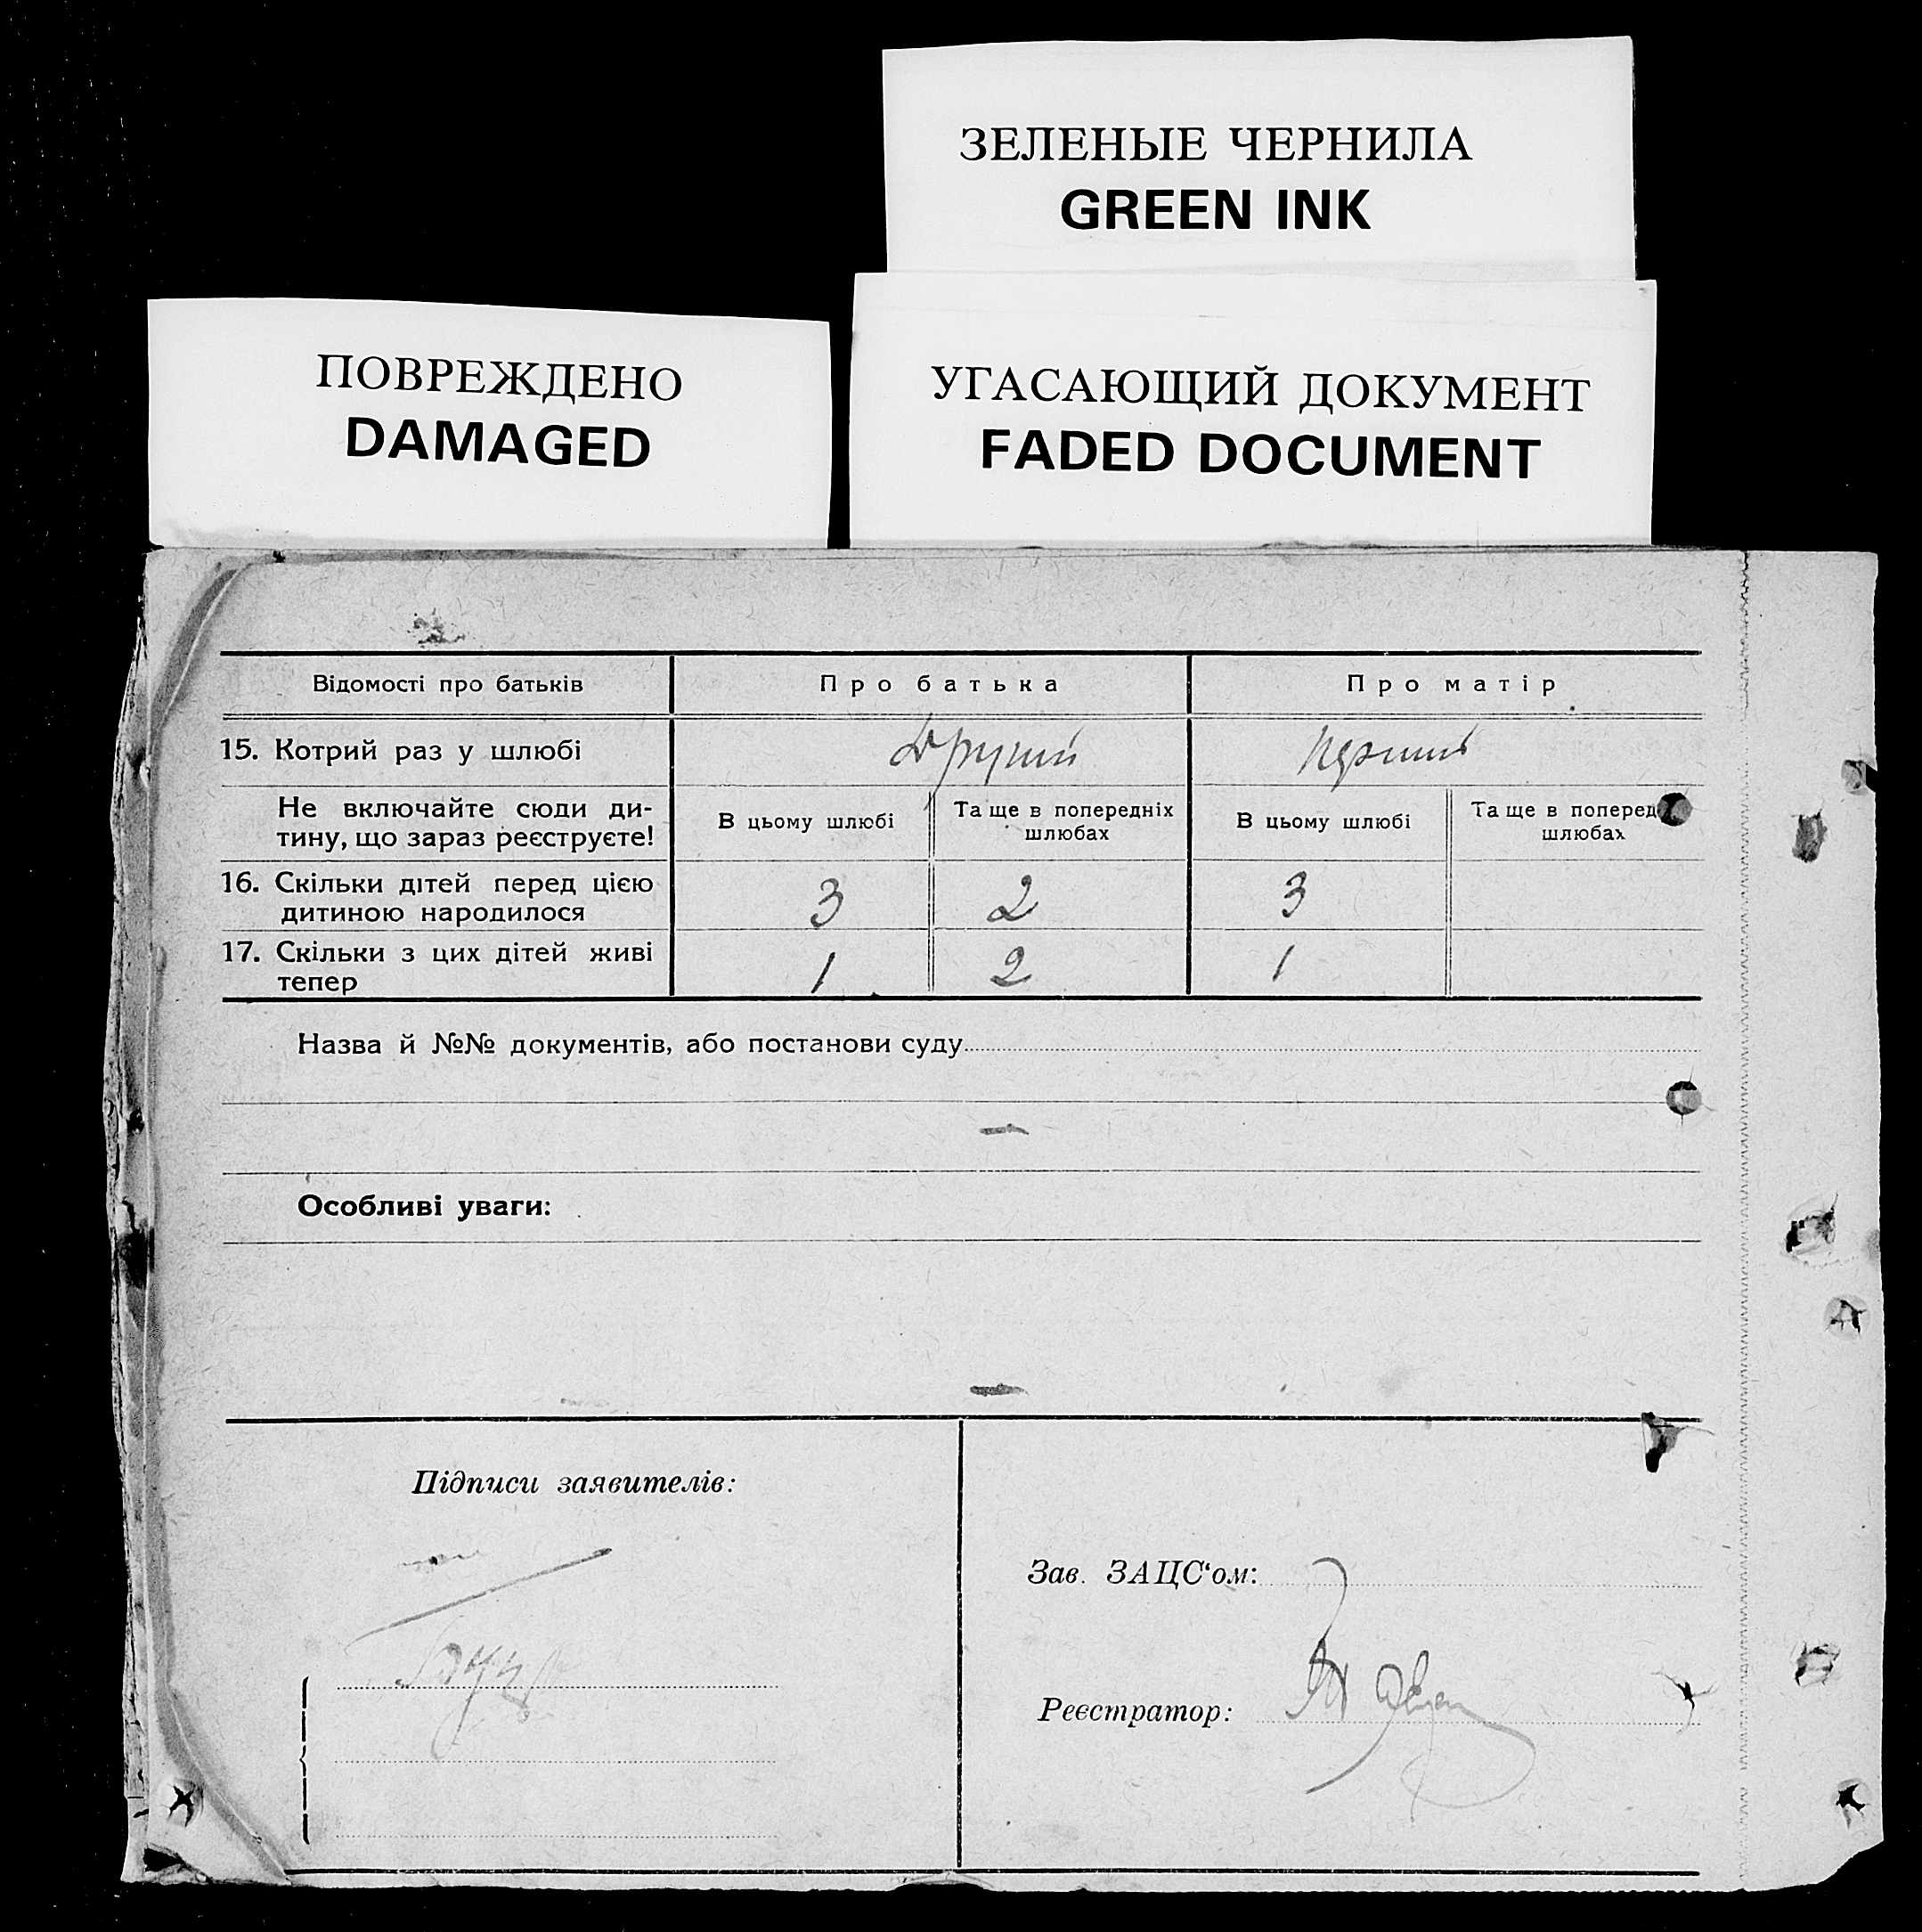 ЗЕЛЕНЫЕ ЧЕРНИЛА
GREEN INK
ПОВРЕЖДЕНО
DAMAGED
УГАСАЮЩИЙ ДОКУМЕНТ
FADED DOCUMENT
Відомості про батьків
Про батька
Про матір
15. Котрий раз у шлюбі
другий
перший
Не включайте сюди ди-
тину, що зараз реєструєте!
В цьому шлюбі
Та ще в попередніх
шлюбах
В цьому шлюбі
Та ще в поперед
шлюбах
16. Скільки дітей перед цією
дитиною народилося
3
2
3
17. Скільки з цих дітей живі
тепер
1
2
1
Назва й №№ документів, або постанови суду
Особливі уваги:
Підписи заявителів:
Зав. ЗАЦС‘ом:
Реєстратор: